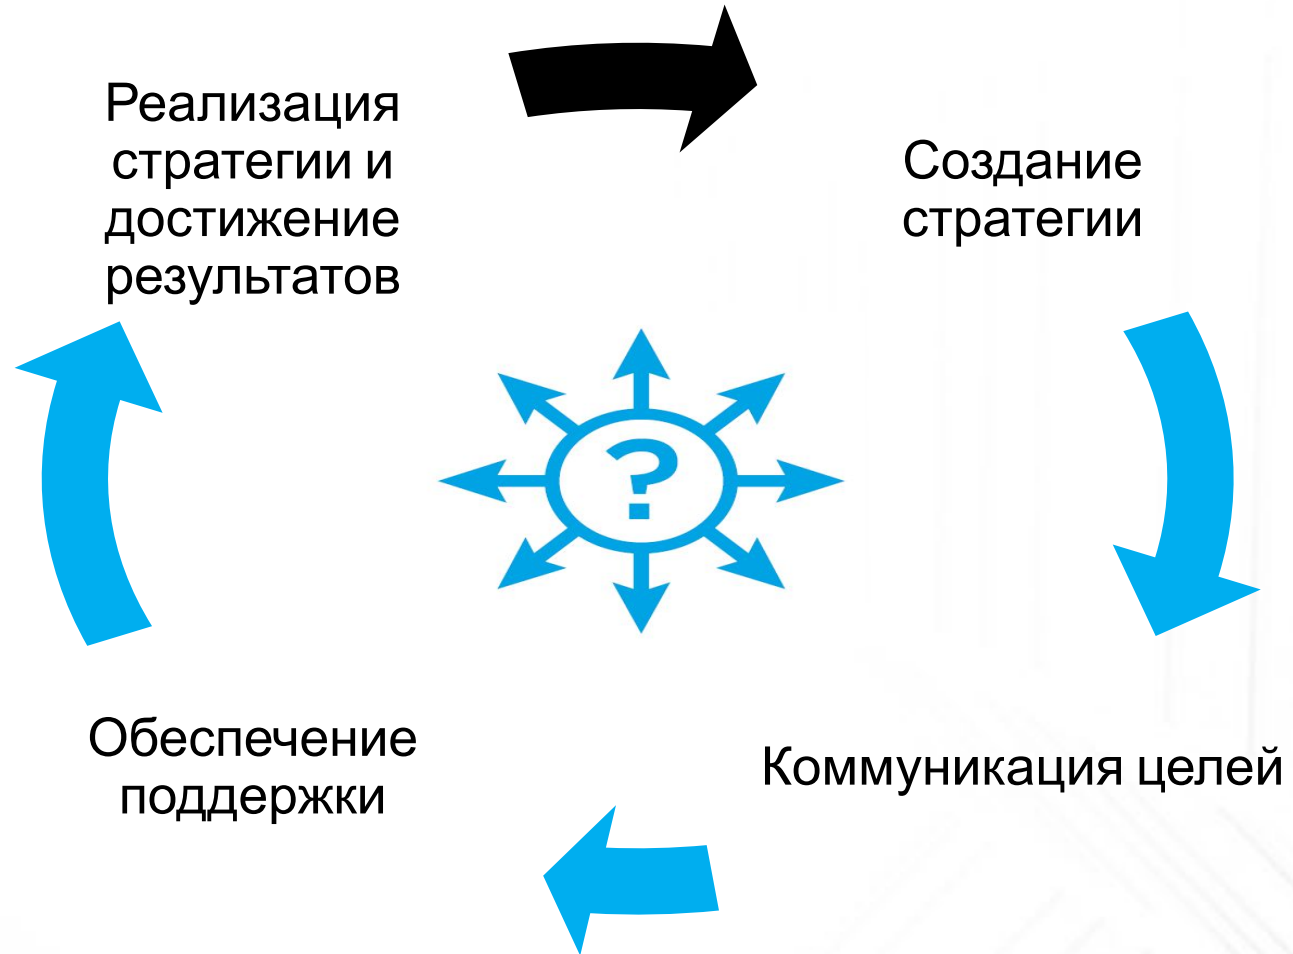 Реализация
стратегии и
достижение
результатов
Создание
стратегии
?
Обеспечение
поддержки
Коммуникация целей